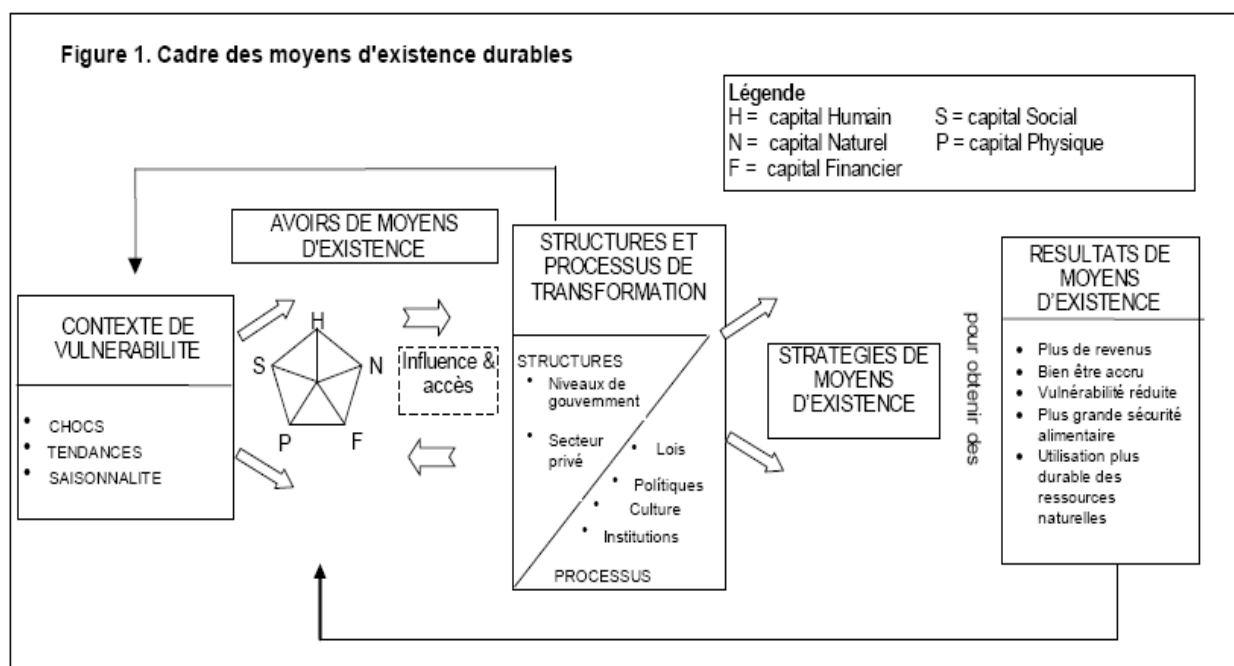 Figure 1. Cadre des moyens d'existence durables
Légende
H = capital Humain S = capital Social
N = capital Naturel P = capital Physique
F = capital Financier
AVOIRS DE MOYENS
D'EXISTENCE
STRUCTURES ET
PROCESSUS DE
TRANSFORMATION
RESULTATS DE
MOYENS
D'EXISTENCE
CONTEXTE DE
VULNERABILITE
• CHOCS
• TENDANCES
• SAISONNALITE
H
S
N
P
F
Influence &
accès
STRUCTURES
• Niveaux de
gouvernment
• Secteur
privé
• Lois
• Polítiques
• Culture
• Institutions
PROCESSUS
STRATEGIES DE
MOYENS
D'EXISTENCE
pour obtenir des
• Plus de revenus
• Bien être accru
• Vulnérabilité réduite
• Plus grande sécurité
alimentaire
• Utilisation plus
durable des
ressources
naturelles